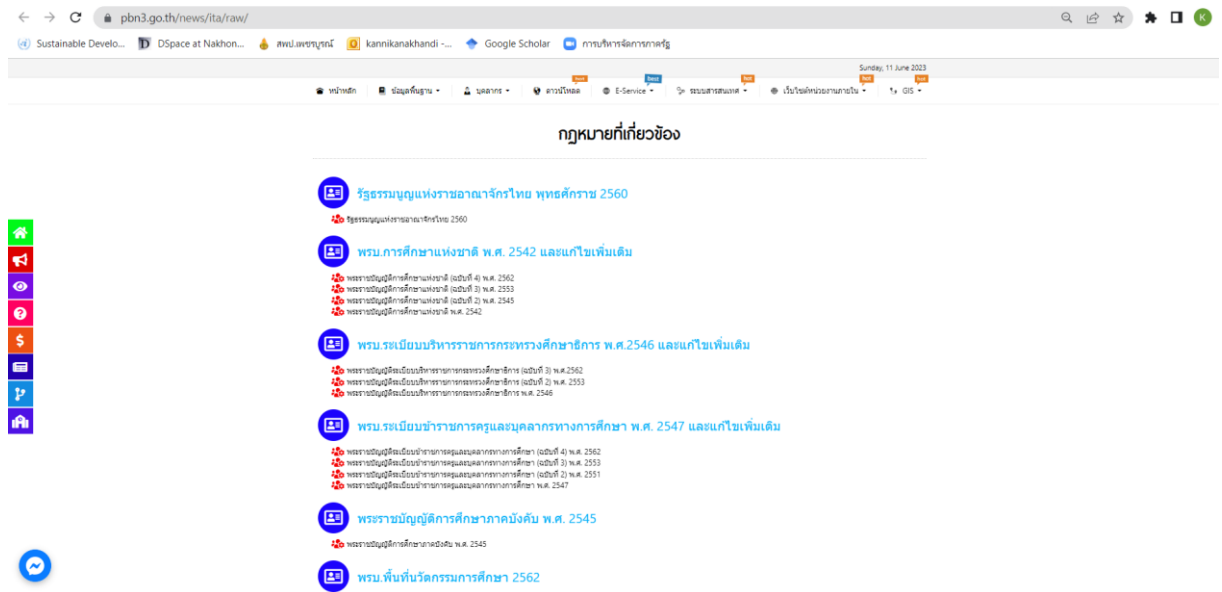 pbn3.go.th/news/ita/raw/
K
Sustainable Develo... DSpace at Nakhon... สพป.เพชรบูรณ์ kannikanakhandi -... Google Scholar การบริหารจัดการภาครัฐ
Sunday, 11 June 2023
หน้าหลัก ข้อมูลพื้นฐาน บุคลากร ดาวน์โหลด E-Service ระบบสารสนเทศ เว็บไซต์หน่วยงานภายใน GIS
กฎหมายที่เกี่ยวข้อง
รัฐธรรมนูญแห่งราชอาณาจักรไทย พุทธศักราช 2560
รัฐธรรมนูญแห่งราชอาณาจักรไทย 2560
พรบ.การศึกษาแห่งชาติ พ.ศ. 2542 และแก้ไขเพิ่มเติม
พระราชบัญญัติการศึกษาแห่งชาติ (ฉบับที่ 4) พ.ศ. 2562
พระราชบัญญัติการศึกษาแห่งชาติ (ฉบับที่ 3) พ.ศ. 2553
พระราชบัญญัติการศึกษาแห่งชาติ (ฉบับที่ 2) พ.ศ. 2545
พระราชบัญญัติการศึกษาแห่งชาติ พ.ศ. 2542
พรบ.ระเบียบบริหารราชการกระทรวงศึกษาธิการ พ.ศ.2546 และแก้ไขเพิ่มเติม
พระราชบัญญัติระเบียบบริหารราชการกระทรวงศึกษาธิการ (ฉบับที่ 3) พ.ศ.2562
พระราชบัญญัติระเบียบบริหารราชการกระทรวงศึกษาธิการ (ฉบับที่ 2) พ.ศ. 2553
พระราชบัญญัติระเบียบบริหารราชการกระทรวงศึกษาธิการ พ.ศ. 2546
พรบ.ระเบียบข้าราชการครูและบุคลากรทางการศึกษา พ.ศ. 2547 และแก้ไขเพิ่มเติม
พระราชบัญญัติระเบียบข้าราชการครูและบุคลากรทางการศึกษา (ฉบับที่ 4) พ.ศ. 2562
พระราชบัญญัติระเบียบข้าราชการครูและบุคลากรทางการศึกษา (ฉบับที่ 3) พ.ศ. 2553
พระราชบัญญัติระเบียบข้าราชการครูและบุคลากรทางการศึกษา (ฉบับที่ 2) พ.ศ. 2551
พระราชบัญญัติระเบียบข้าราชการครูและบุคลากรทางการศึกษา พ.ศ. 2547
พระราชบัญญัติการศึกษาภาคบังคับ พ.ศ. 2545
พระราชบัญญัติการศึกษาภาคบังคับ พ.ศ. 2545
พรบ.พื้นที่นวัตกรรมการศึกษา 2562